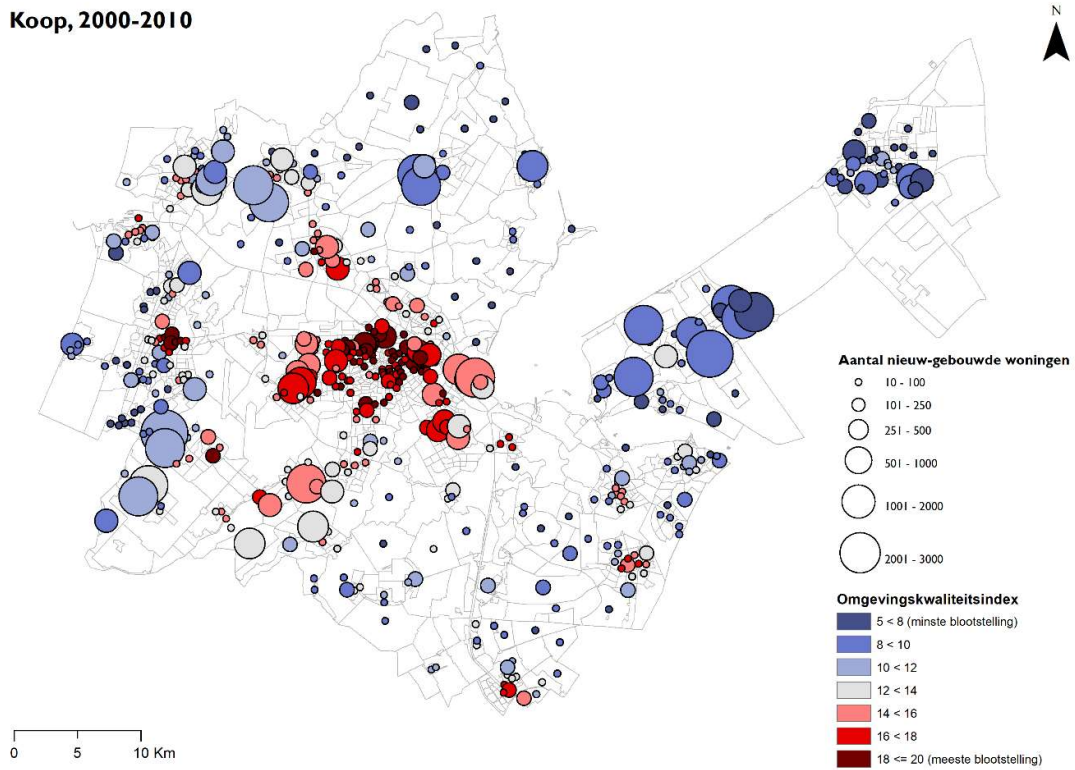 Koop, 2000-2010
N
Aantal nieuw-gebouwde woningen
10 - 100
101 - 250
251 - 500
501 - 1000
1001 - 2000
2001 - 3000
Omgevingskwaliteitsindex
5 < 8 (minste blootstelling)
8 < 10
10 < 12
12 < 14
14 < 16
16 < 18
18 <= 20 (meeste blootstelling)
0 5 10 Km